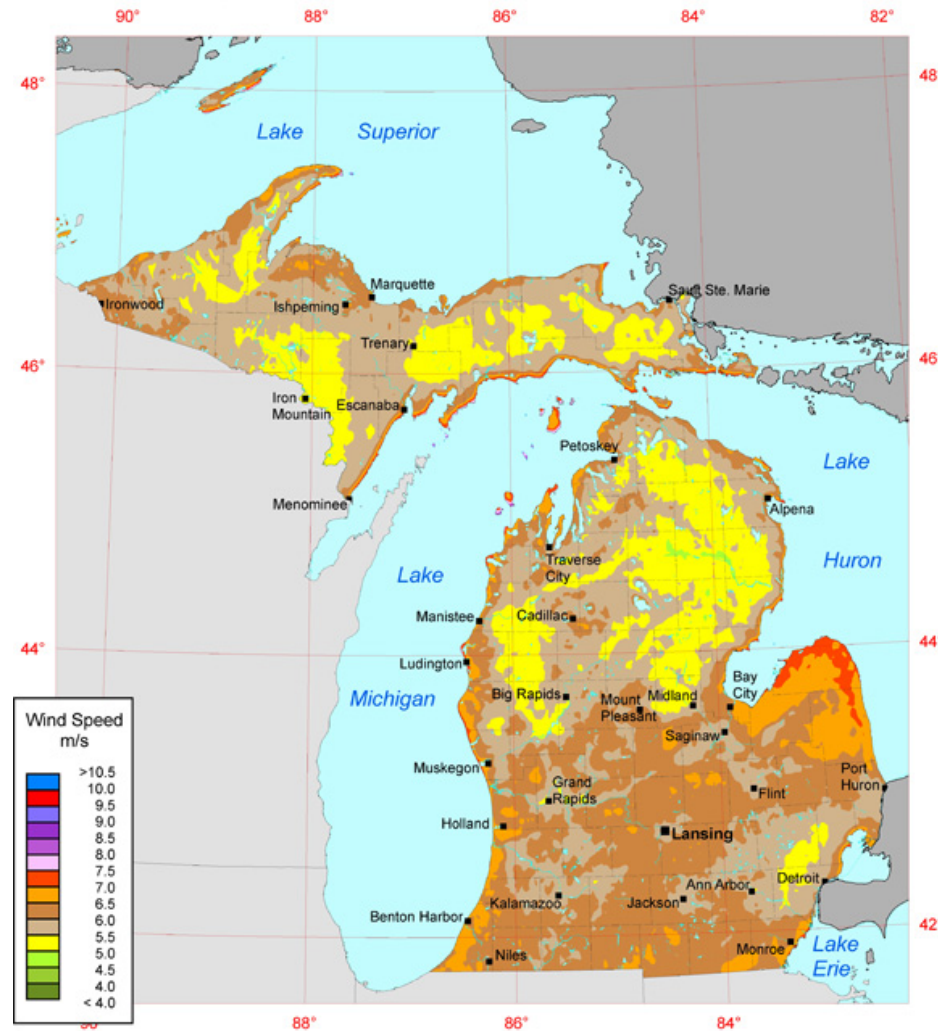 90° 88° 86° 84° 82°
48° 48
Lake Superior
Marquette
Sault Ste. Marie
Ironwood
Ishpeming
Trenary
46° 46
Iron
Mountain
Escanaba
Petoskey
Lake
Menominee
Alpena
Traverse
City
Huron
Lake
Manistee
Cadillac
44° 44
Ludington
Bay
City
Michigan
Big Rapids
Mount
Pleasant
Midland
Saginaw
Wind Speed
m/s
>10.5
10.0
9.5
9.0
8.5
8.0
7.5
7.0
6.5
6.0
5.5
5.0
4.5
4.0
< 4.0
Muskegon
Grand
Rapids
Flint
Port
Huron
Holland
Lansing
Detroit
Ann Arbor
Kalamazoo
Jackson
Benton Harbor
42
Monroe
Lake
Erie
Niles
88° 86° 84°